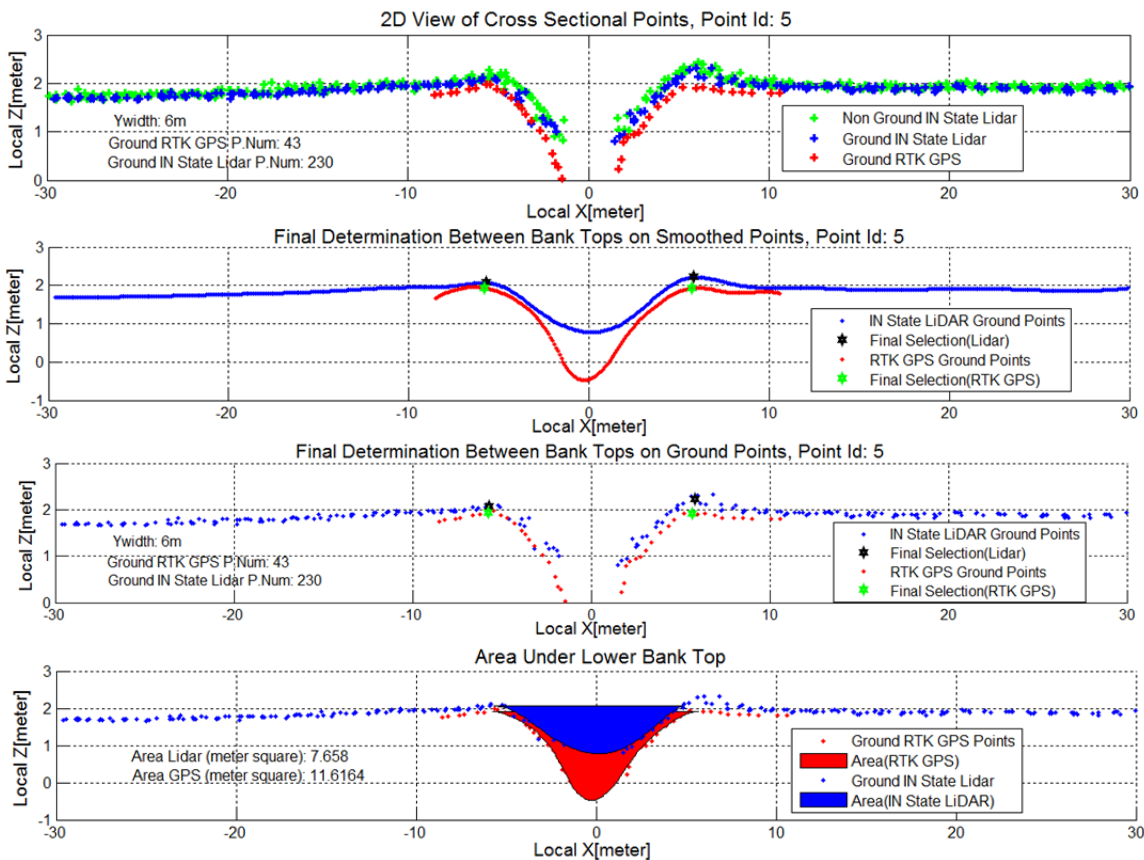 2D View of Cross Sectional Points, Point Id: 5
Local Z[meter]
3
2
1
0
Ywidth: 6m
Ground RTK GPS P.Num: 43
Ground IN State Lidar P.Num: 230
Non Ground IN State Lidar
Ground IN State Lidar
Ground RTK GPS
-30 -20 -10 0 10 20 30
Local X[meter]
Final Determination Between Bank Tops on Smoothed Points, Point Id: 5
Local Z[meter]
3
2
1
0
-1
IN State LiDAR Ground Points
Final Selection(Lidar)
RTK GPS Ground Points
Final Selection(RTK GPS)
-30 -20 -10 0 10 20 30
Local X[meter]
Final Determination Between Bank Tops on Ground Points, Point Id: 5
Local Z[meter]
3
2
1
0
Ywidth: 6m
Ground RTK GPS P.Num: 43
Ground IN State Lidar P.Num: 230
IN State LiDAR Ground Points
Final Selection(Lidar)
RTK GPS Ground Points
Final Selection(RTK GPS)
-30 -20 -10 0 10 20 30
Local X[meter]
Area Under Lower Bank Top
Local Z[meter]
3
2
1
0
-1
Area Lidar (meter square): 7.658
Area GPS (meter square): 11.6164
Ground RTK GPS Points
Area(RTK GPS)
Ground IN State Lidar
Area(IN State LiDAR)
-30 -20 -10 0 10 20 30
Local X[meter]